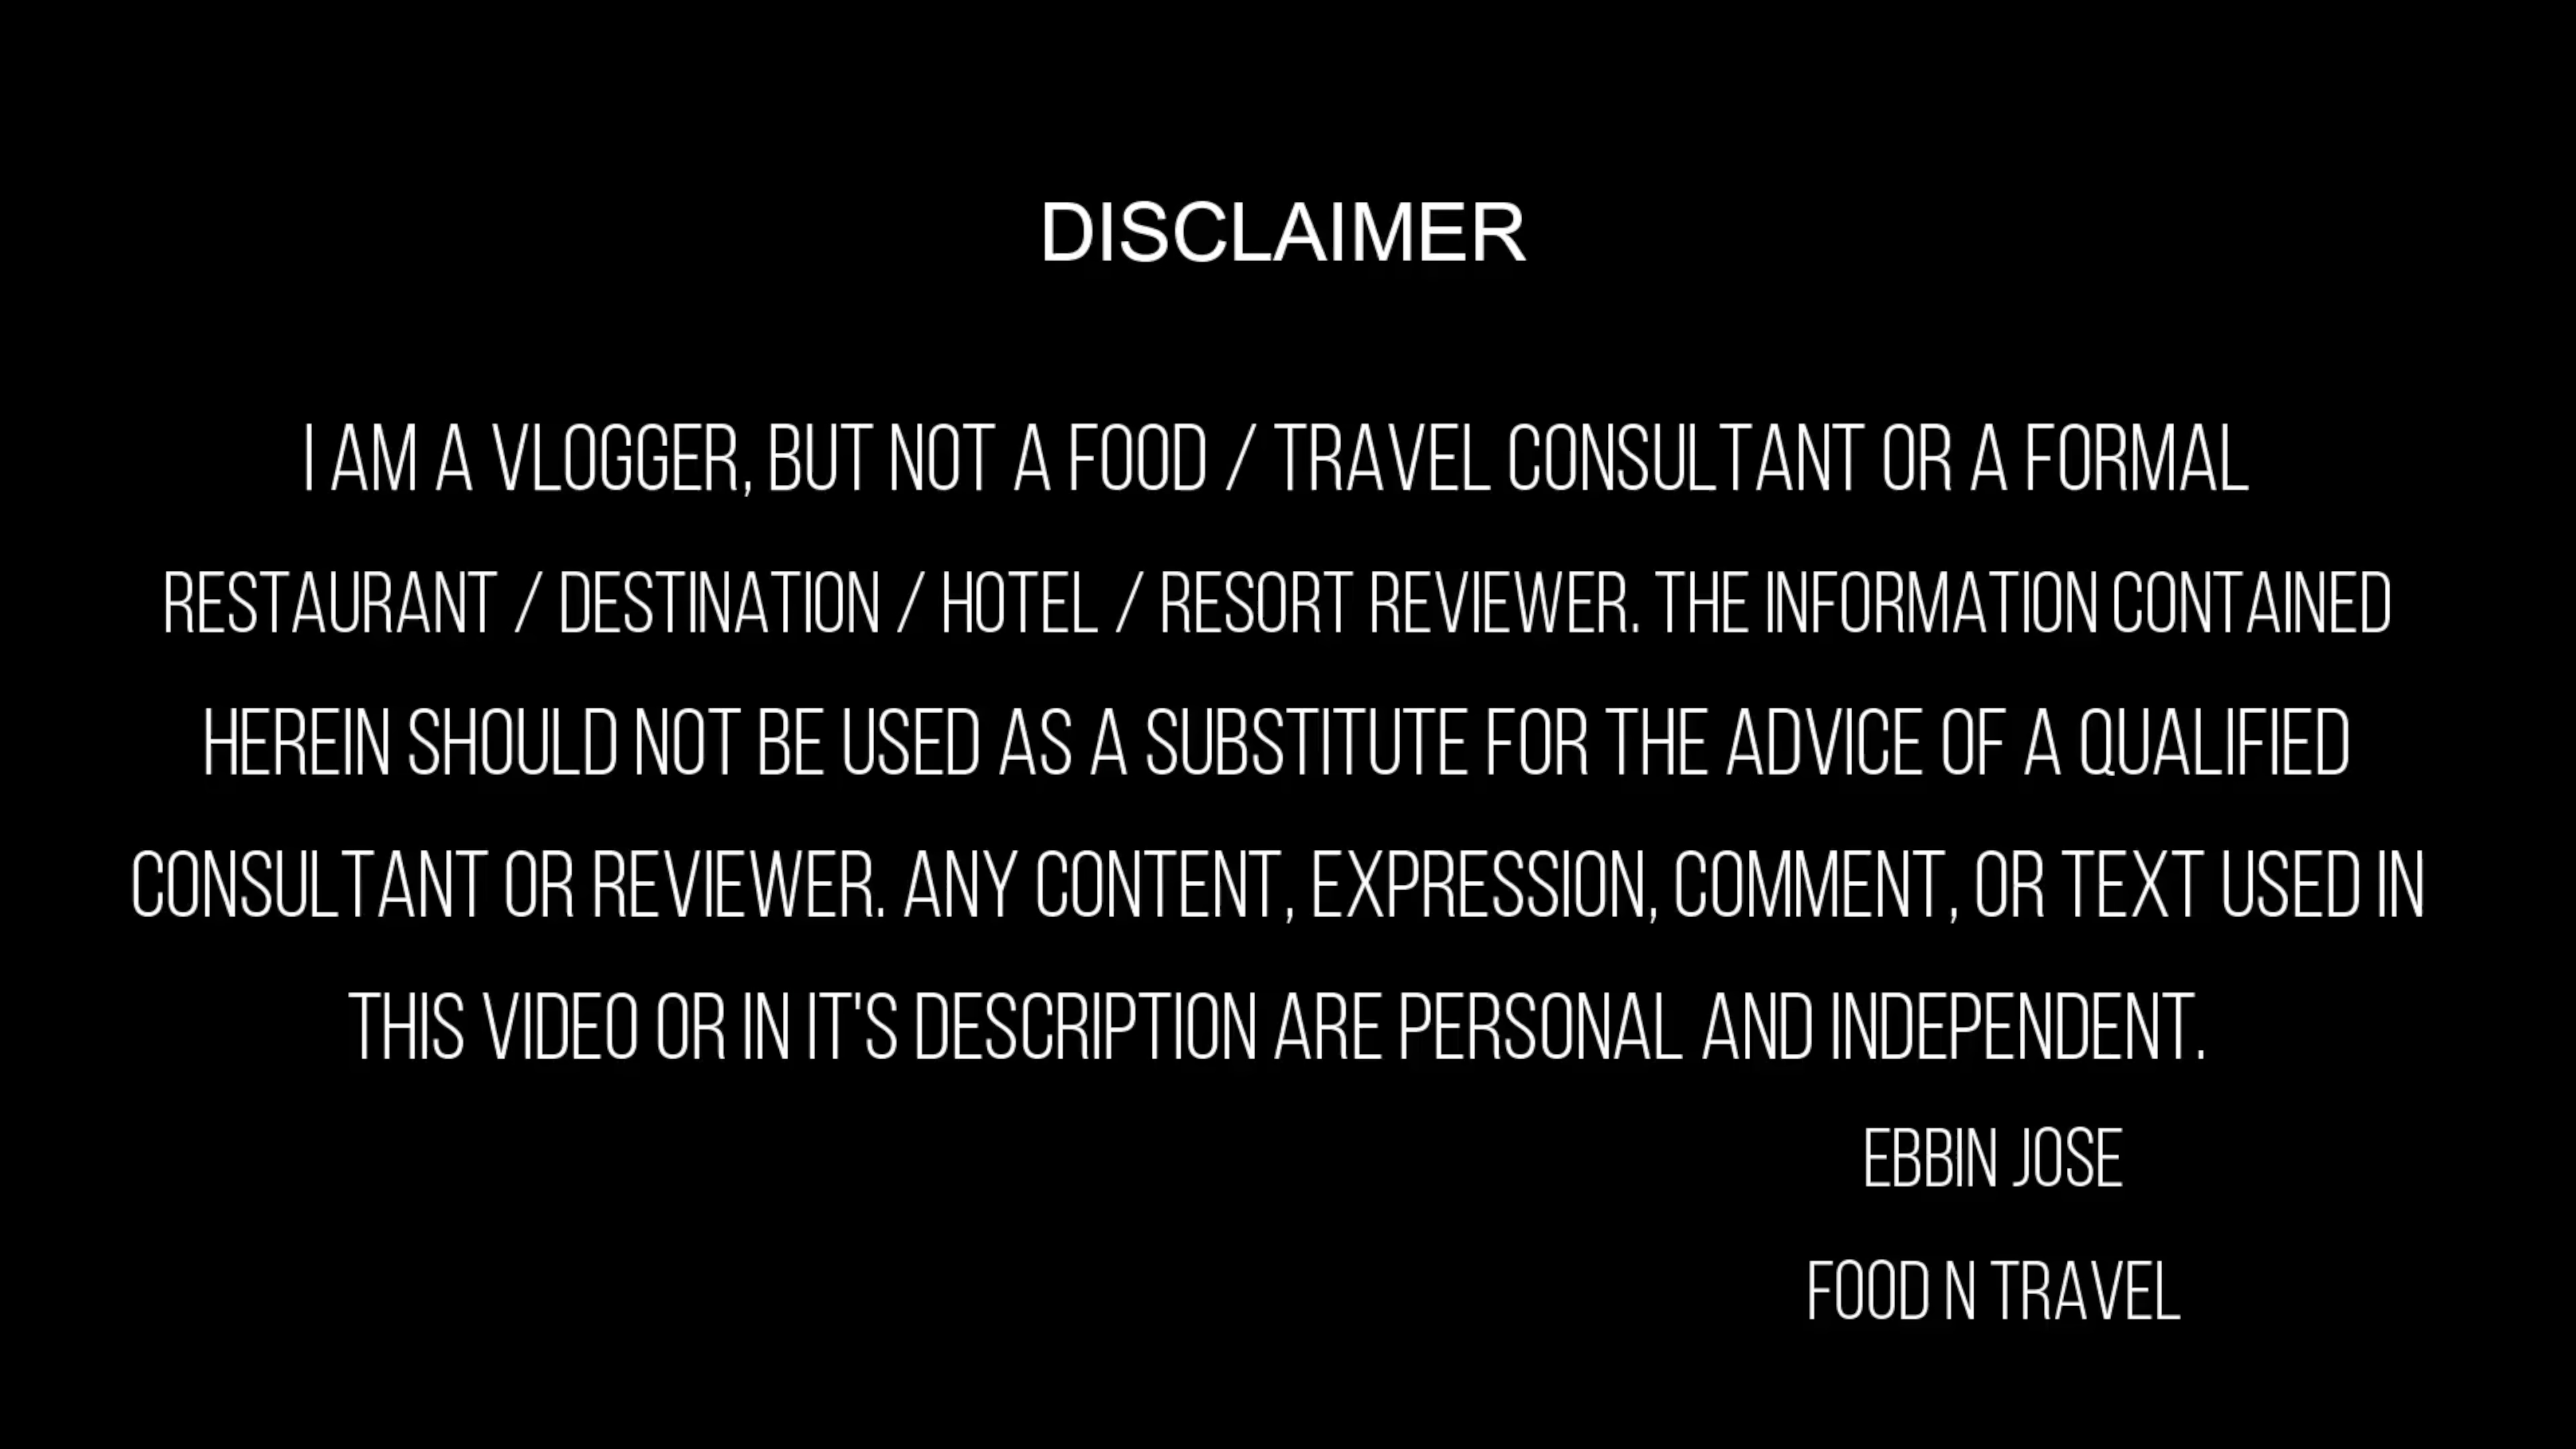 DISCLAIMER
I AM A VLOGGER, BUT NOT A FOOD / TRAVEL CONSULTANT OR A FORMAL
RESTAURANT / DESTINATION / HOTEL / RESORT REVIEWER. THE INFORMATION CONTAINED
HEREIN SHOULD NOT BE USED AS A SUBSTITUTE FOR THE ADVICE OF A QUALIFIED
CONSULTANT OR REVIEWER. ANY CONTENT, EXPRESSION, COMMENT, OR TEXT USED IN
THIS VIDEO OR IN IT'S DESCRIPTION ARE PERSONAL AND INDEPENDENT.
EBBIN JOSE
FOOD N TRAVEL